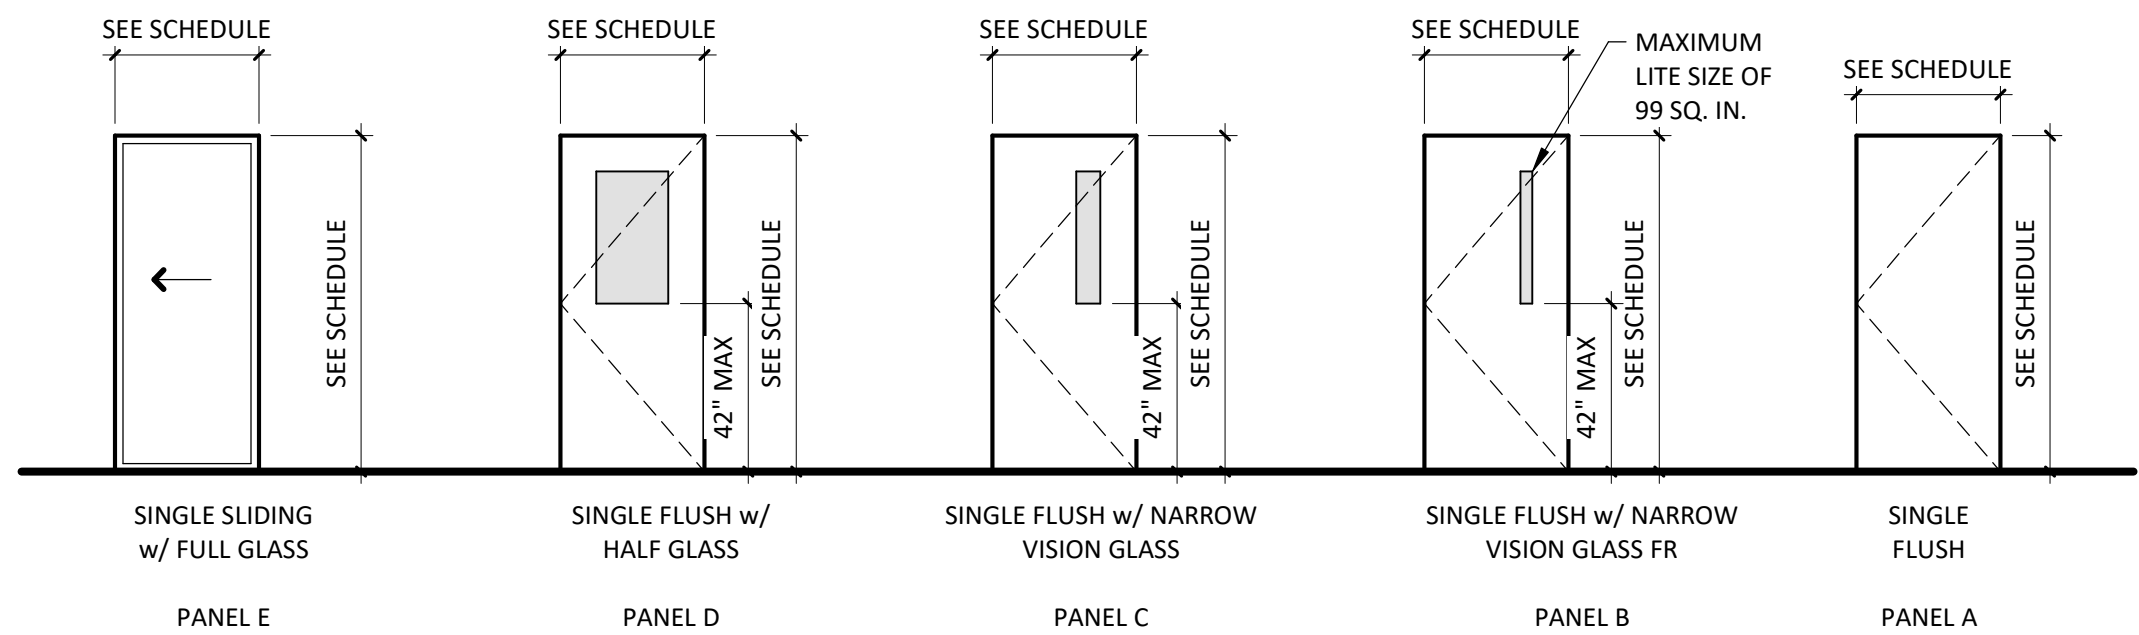 SEE SCHEDULE
SEE SCHEDULE
SINGLE SLIDING
w/ FULL GLASS
PANEL E
SEE SCHEDULE
42" MAX
SEE SCHEDULE
SINGLE FLUSH w/
HALF GLASS
PANEL D
SEE SCHEDULE
42" MAX
SEE SCHEDULE
SINGLE FLUSH w/ NARROW
VISION GLASS
PANEL C
SEE SCHEDULE
MAXIMUM
LITE SIZE OF
99 SQ. IN.
42" MAX
SEE SCHEDULE
SINGLE FLUSH w/ NARROW
VISION GLASS FR
PANEL B
SEE SCHEDULE
SEE SCHEDULE
SINGLE
FLUSH
PANEL A